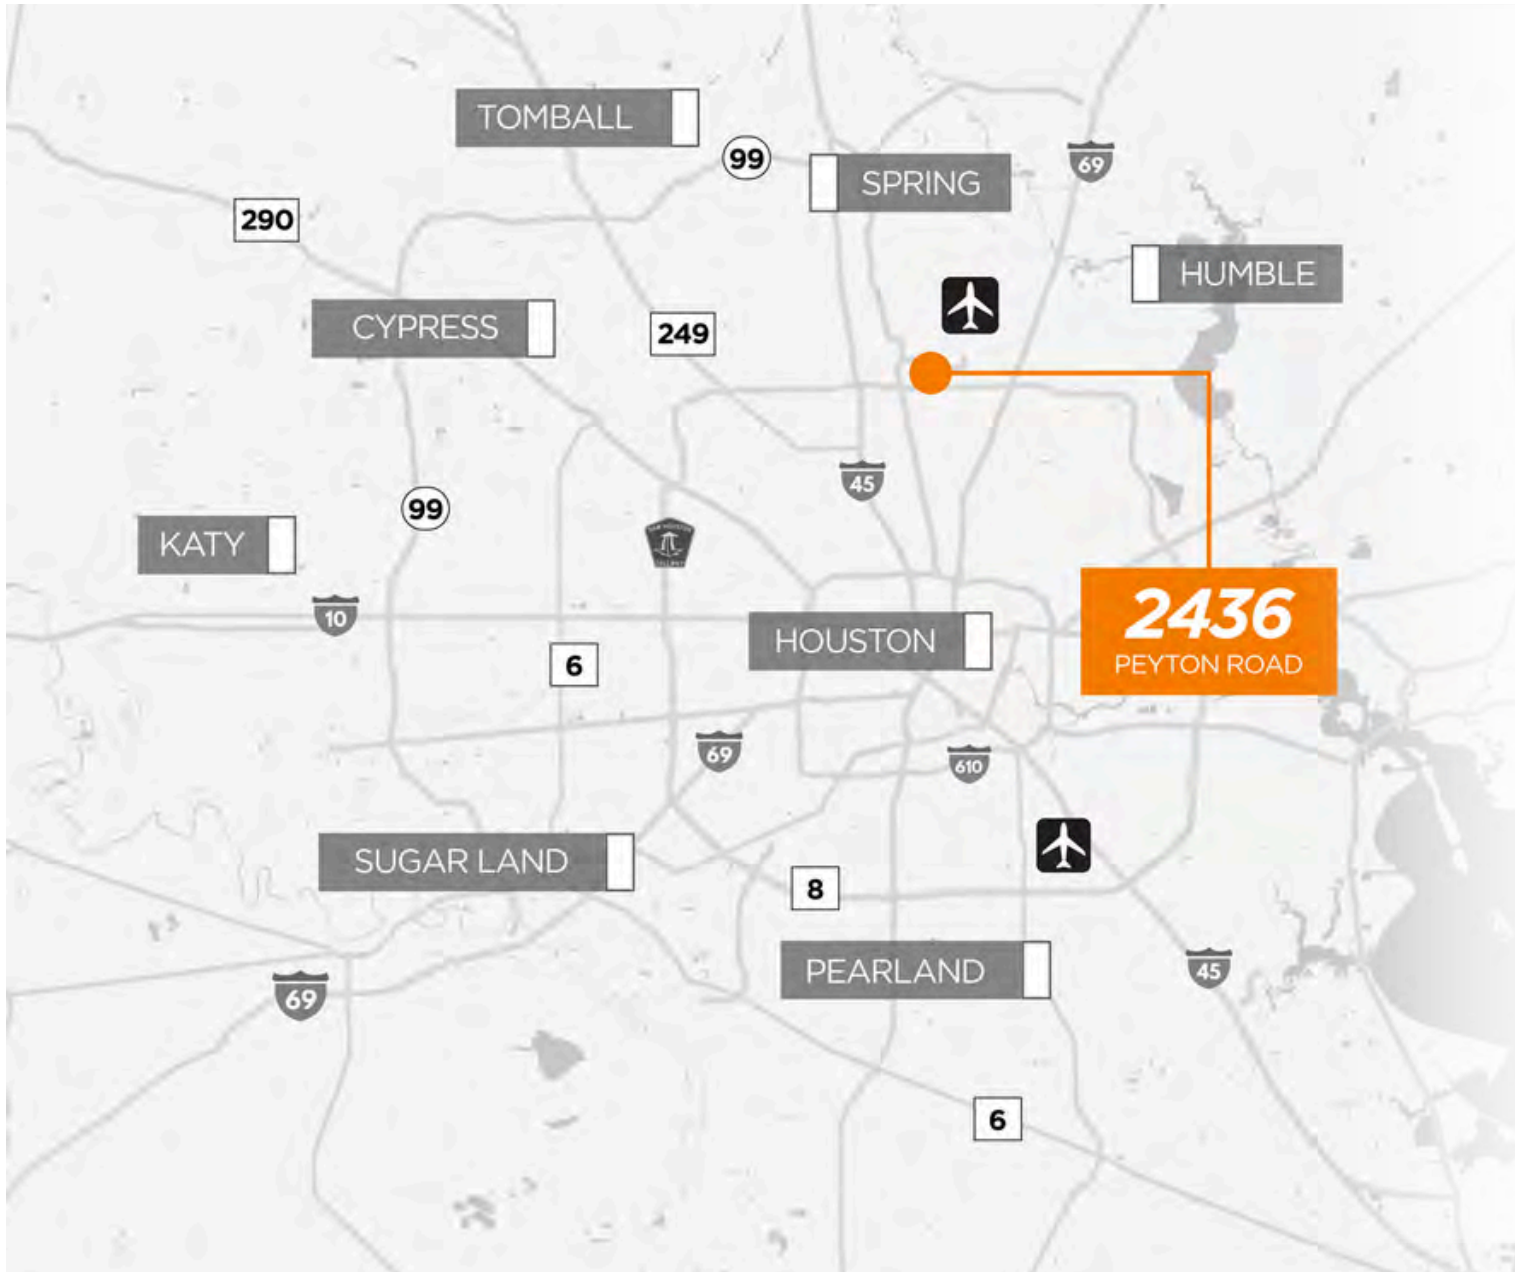 TOMBALL
99
69
SPRING
290
HUMBLE
CYPRESS
249
45
99
KATY
10
2436
PEYTON ROAD
HOUSTON
6
69
610
SUGAR LAND
8
PEARLAND
45
69
6